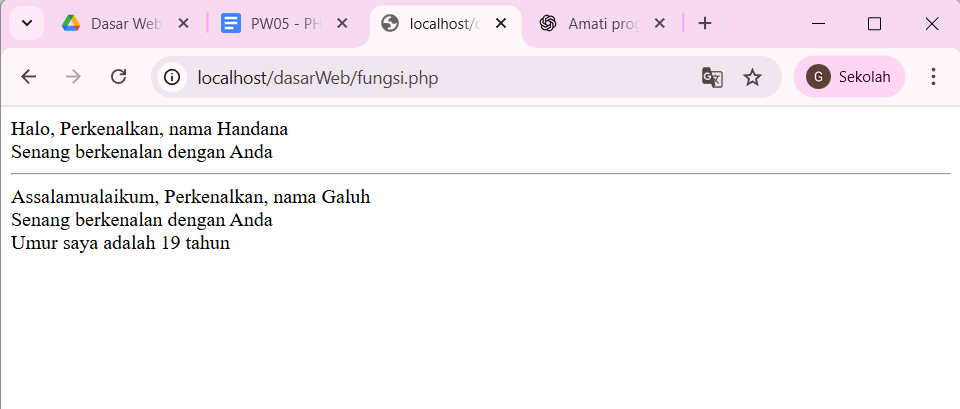 Dasar Web
PW05 - PH
localhost/d
Amati prog
localhost/dasarWeb/fungsi.php
G Sekolah
Halo, Perkenalkan, nama Handana
Senang berkenalan dengan Anda
Assalamualaikum, Perkenalkan, nama Galuh
Senang berkenalan dengan Anda
Umur saya adalah 19 tahun